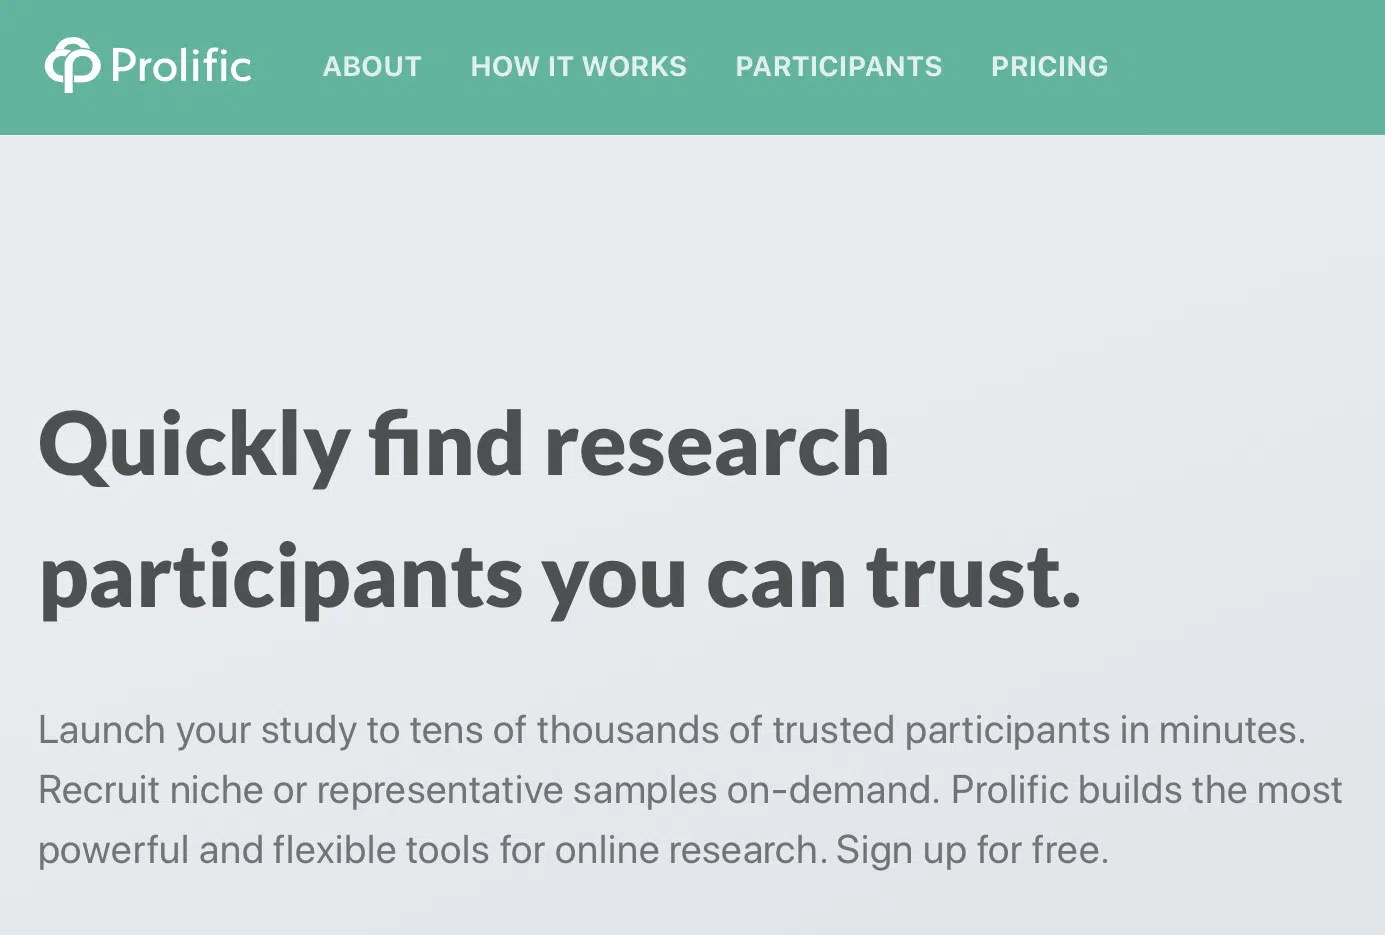 Prolific ABOUT HOW IT WORKS PARTICIPANTS PRICING
Quickly find research
participants you can trust.
Launch your study to tens of thousands of trusted participants in minutes.
Recruit niche or representative samples on-demand. Prolific builds the most
powerful and flexible tools for online research. Sign up for free.